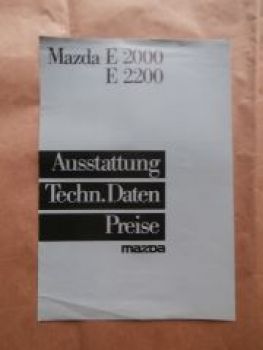 Mazda E 2000
E 2200
Ausstattung
Techn. Daten
Preise
mazda